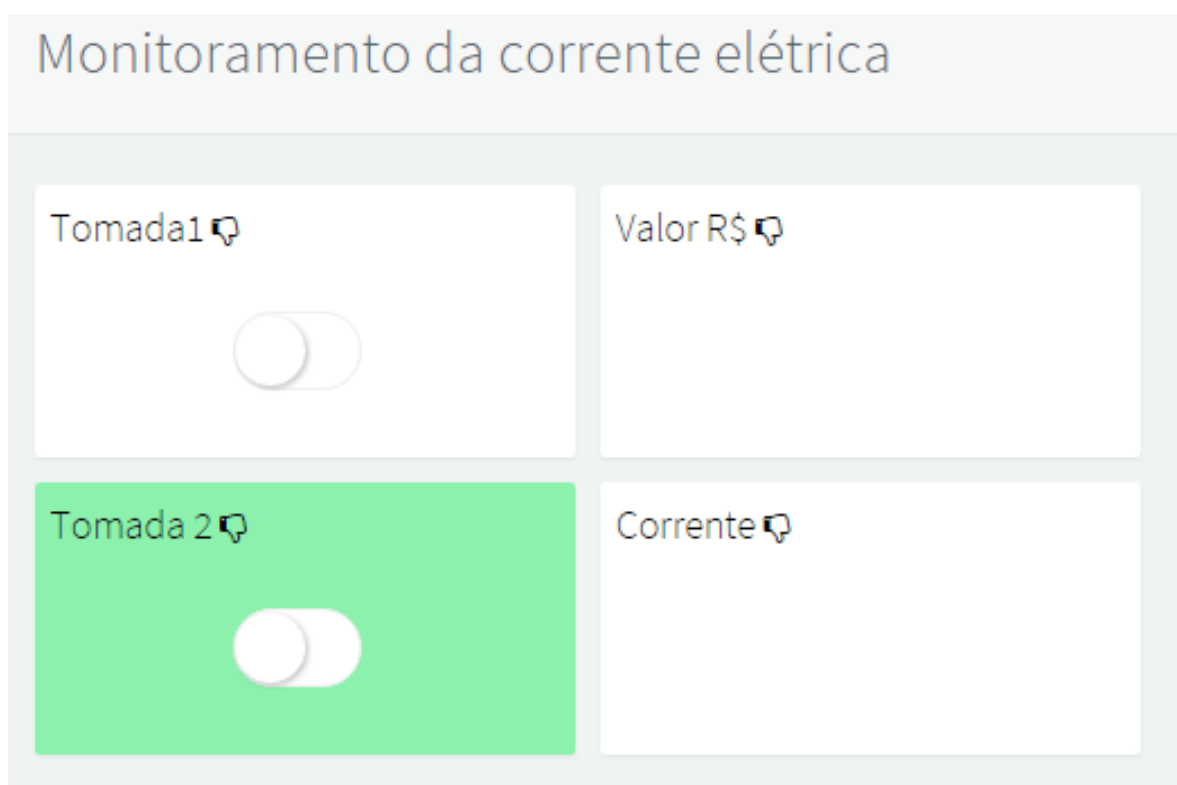 Monitoramento da corrente elétrica
Tomada1
Valor R$
Tomada 2
Corrente